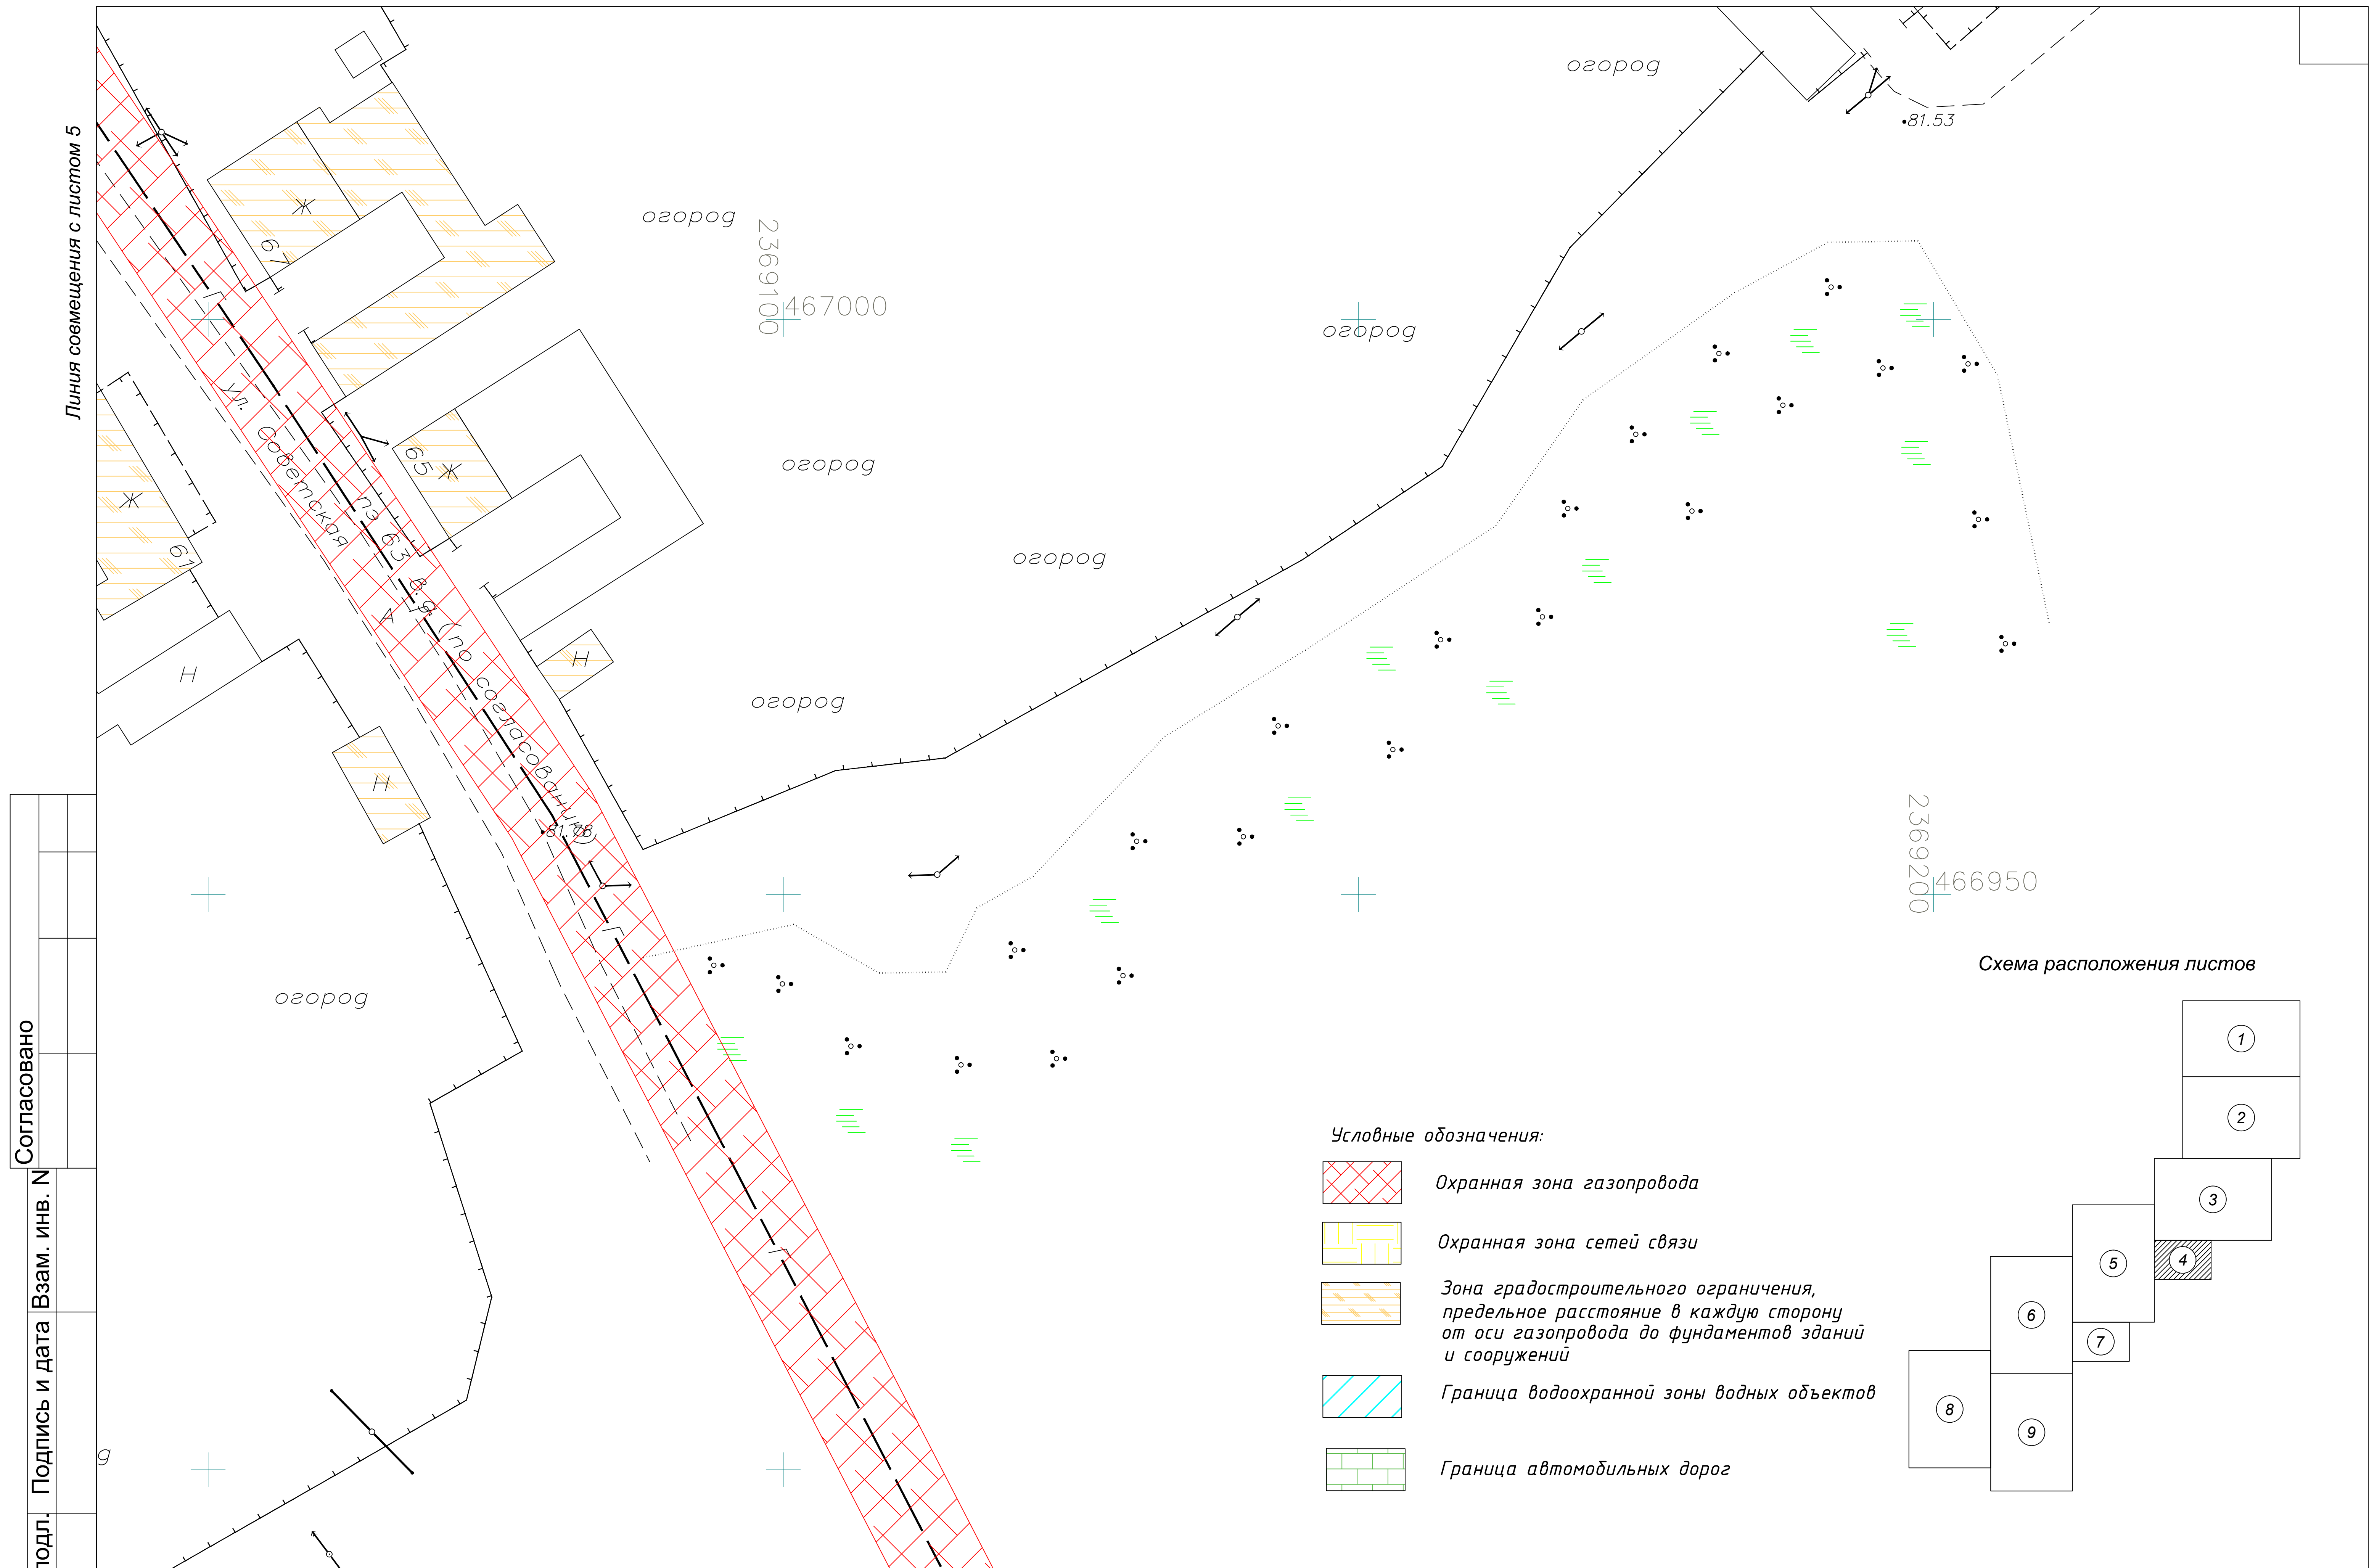 Линия совмещения с листом 5
огород
81.53
Ж
67
огород
2369100
467000
огород
ул. Советская
65
Ж
огород
Ж
61
пэ 63 в.д. (по согласованию)
А
огород
Н
Н
огород
Н
2369200
466950
огород
Схема расположения листов
1
2
3
4
5
6
7
8
9
Условные обозначения:
Охранная зона газопровода
Охранная зона сетей связи
Зона градостроительного ограничения,
предельное расстояние в каждую сторону
от оси газопровода до фундаментов зданий
и сооружений
Граница водоохранной зоны водных объектов
Граница автомобильных дорог
Г
Г
Г
Г
д
Согласовано
Взам. инв. N
Подпись и дата
подл.